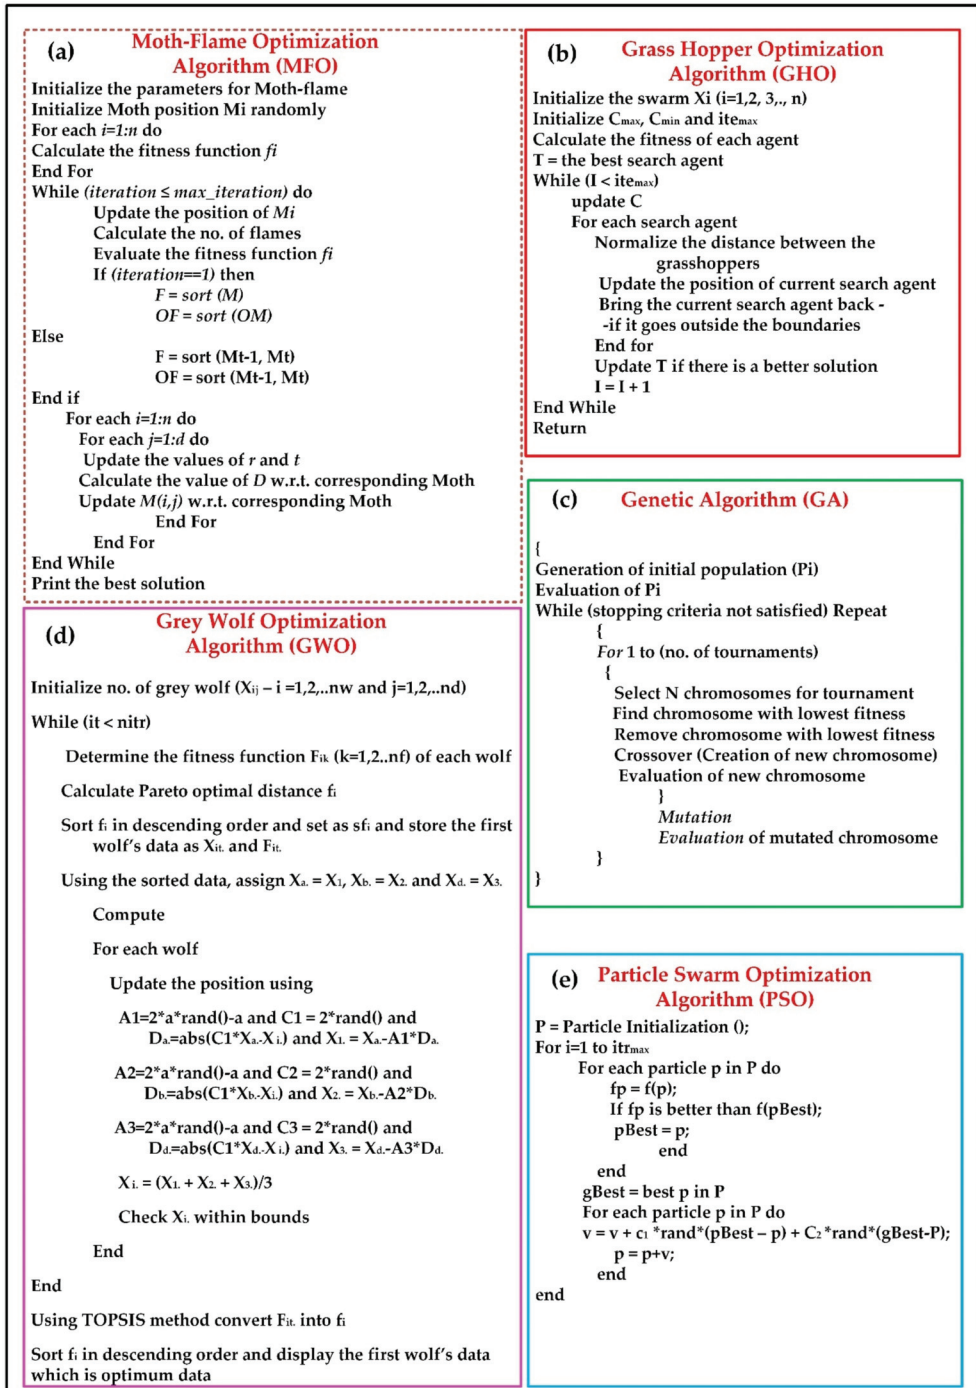 (a)
Moth-Flame Optimization
Algorithm (MFO)
Initialize the parameters for Moth-flame
Initialize Moth position Mi randomly
For each i=1:n do
Calculate the fitness function fi
End For
While (iteration ≤ max_iteration) do
Update the position of Mi
Calculate the no. of flames
Evaluate the fitness function fi
If (iteration==1) then
F = sort (M)
OF = sort (OM)
Else
F = sort (Mt-1, Mt)
OF = sort (Mt-1, Mt)
End if
For each i=1:n do
For each j=1:d do
Update the values of r and t
Calculate the value of D w.r.t. corresponding Moth
Update M(i,j) w.r.t. corresponding Moth
End For
End For
End While
Print the best solution
(b)
Grass Hopper Optimization
Algorithm (GHO)
Initialize the swarm Xi (i=1,2, 3,., n)
Initialize Cmax, Cmin and itemax
Calculate the fitness of each agent
T = the best search agent
While (I < itemax)
update C
For each search agent
Normalize the distance between the
grasshoppers
Update the position of current search agent
Bring the current search agent back -
-if it goes outside the boundaries
End for
Update T if there is a better solution
I = I + 1
End While
Return
(c)
Genetic Algorithm (GA)
{
Generation of initial population (Pi)
Evaluation of Pi
While (stopping criteria not satisfied) Repeat
{
For 1 to (no. of tournaments)
{
Select N chromosomes for tournament
Find chromosome with lowest fitness
Remove chromosome with lowest fitness
Crossover (Creation of new chromosome)
Evaluation of new chromosome
}
Mutation
Evaluation of mutated chromosome
}
}
(d)
Grey Wolf Optimization
Algorithm (GWO)
Initialize no. of grey wolf (Xij – i =1,2,..nw and j=1,2,..nd)
While (it < nitr)
Determine the fitness function Fik (k=1,2..nf) of each wolf
Calculate Pareto optimal distance fi
Sort fi in descending order and set as sfi and store the first
wolf's data as Xit. and Fit.
Using the sorted data, assign Xa. = X1, Xb. = X2. and Xd. = X3.
Compute
For each wolf
Update the position using
A1=2*a*rand()-a and C1 = 2*rand() and
Da.=abs(C1*Xa.-Xi.) and X1. = Xa.-A1*Da.
A2=2*a*rand()-a and C2 = 2*rand() and
Db.=abs(C1*Xb.-Xi.) and X2. = Xb.-A2*Db.
A3=2*a*rand()-a and C3 = 2*rand() and
Dd.=abs(C1*Xd.-Xi.) and X3. = Xd.-A3*Dd.
Xi. = (X1. + X2. + X3.)/3
Check Xi. within bounds
End
End
Using TOPSIS method convert Fit. into fi
Sort fi in descending order and display the first wolf's data
which is optimum data
(e)
Particle Swarm Optimization
Algorithm (PSO)
P = Particle Initialization ();
For i=1 to itrmax
For each particle p in P do
fp = f(p);
If fp is better than f(pBest);
pBest = p;
end
end
gBest = best p in P
For each particle p in P do
v = v + c1 *rand*(pBest – p) + C2 *rand*(gBest-P);
p = p+v;
end
end